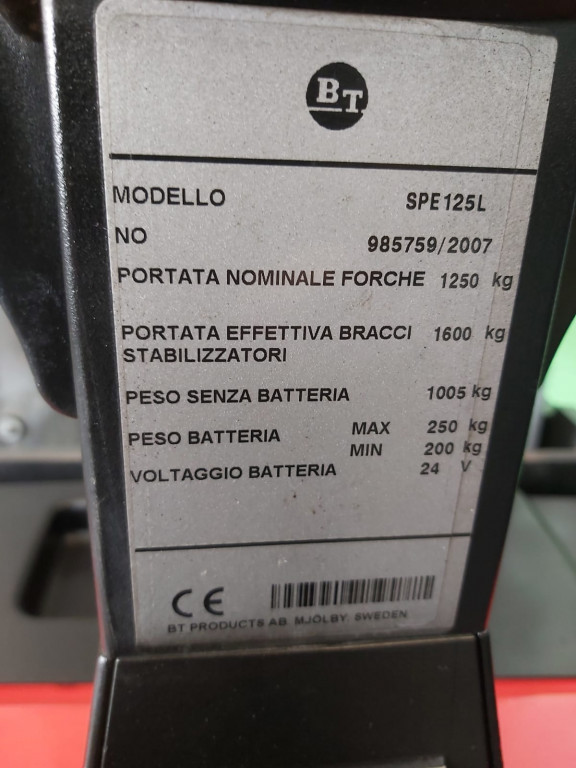 BT
MODELLO SPE125L
NO 985759/2007
PORTATA NOMINALE FORCHE 1250 kg
PORTATA EFFETTIVA BRACCI 1600 kg
STABILIZZATORI
PESO SENZA BATTERIA 1005 kg
PESO BATTERIA MAX 250 kg
MIN 200 kg
VOLTAGGIO BATTERIA 24 V
CE
BT PRODUCTS AB. MJÖLBY. SWEDEN